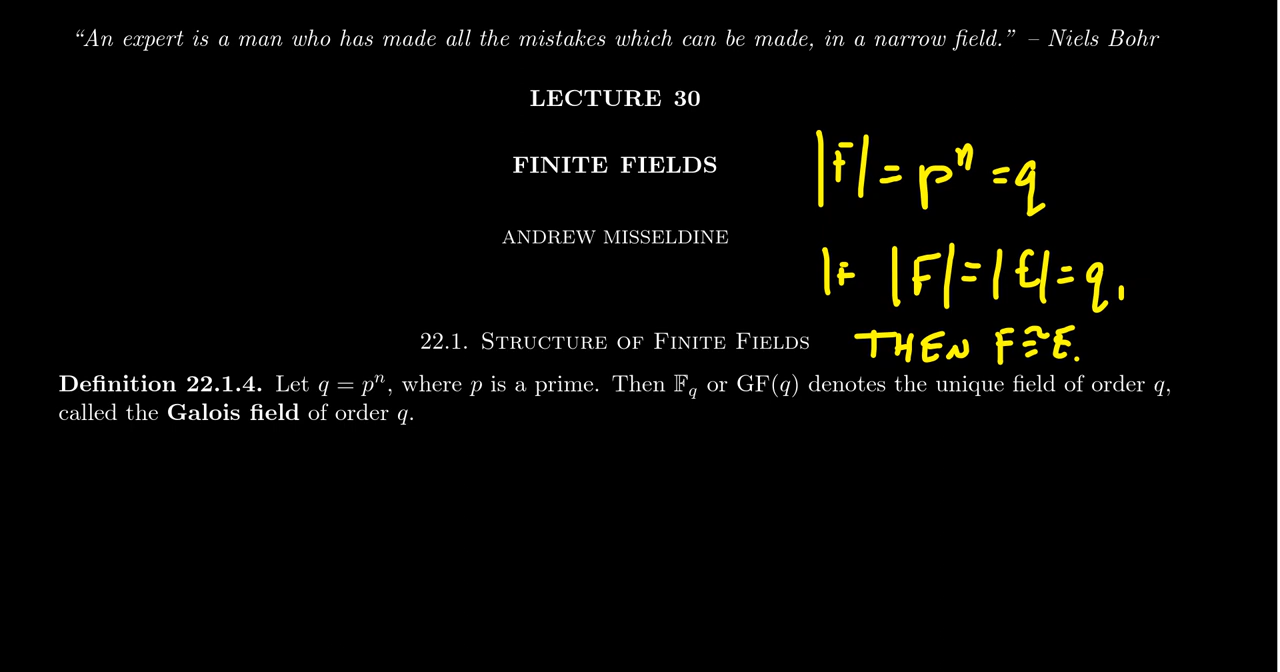 “An expert is a man who has made all the mistakes which can be made, in a narrow field.” – Niels Bohr
LECTURE 30
FINITE FIELDS
|F| = pⁿ = q
ANDREW MISSELDINE
IF |F| = |E| = q,
22.1. STRUCTURE OF FINITE FIELDS
THEN F ≅ E.
Definition 22.1.4. Let q = pⁿ, where p is a prime. Then 𝔽_q or GF(q) denotes the unique field of order q,
called the Galois field of order q.